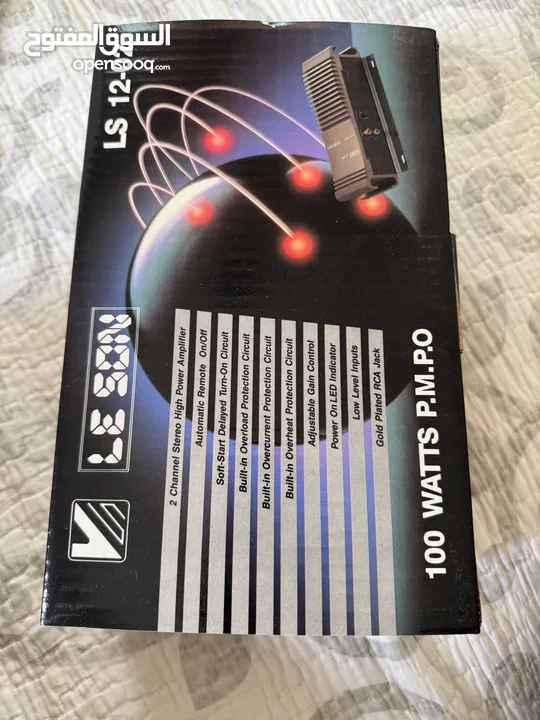 السوق المفتوح
opensooq.com
LS 12-
LE SON
2 Channel Stereo High Power Amplifier
Automatic Remote On/Off
Soft-Start Delayed Turn-On Circuit
Built-in Overload Protection Circuit
Built-in Overcurrent Protection Circuit
Built-in Overheat Protection Circuit
Adjustable Gain Control
Power On LED Indicator
Low Level Inputs
Gold Plated RCA Jack
100 WATTS P.M.P.O